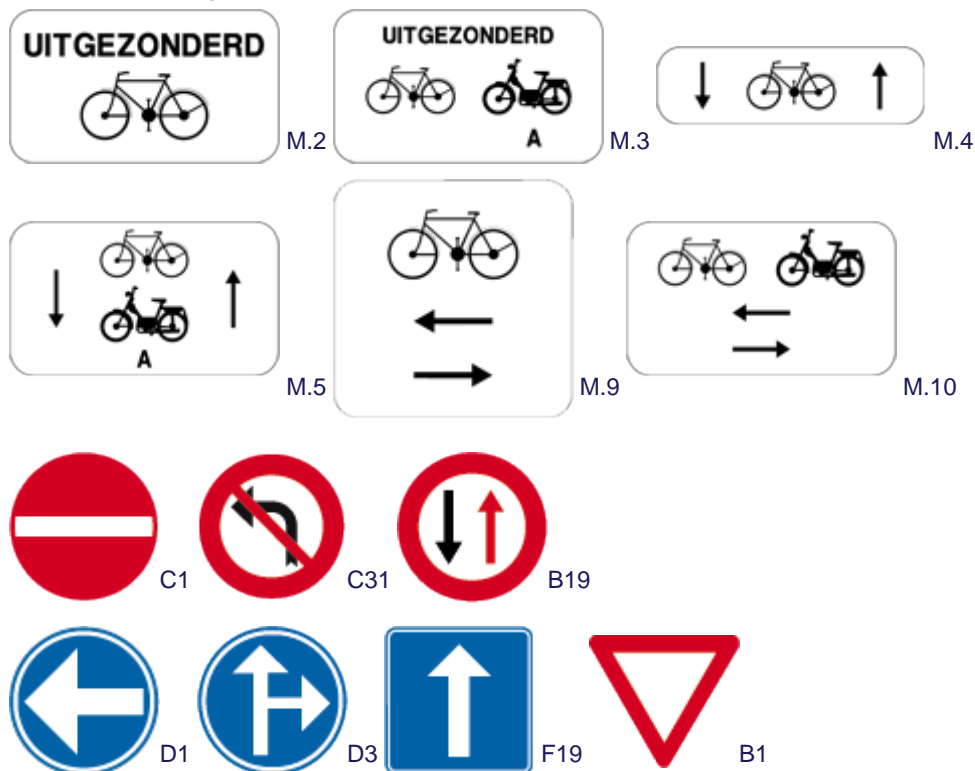 UITGEZONDERD
M.2
UITGEZONDERD
A
M.3
M.4
A
M.5
M.9
M.10
C1
C31
B19
D1
D3
F19
B1